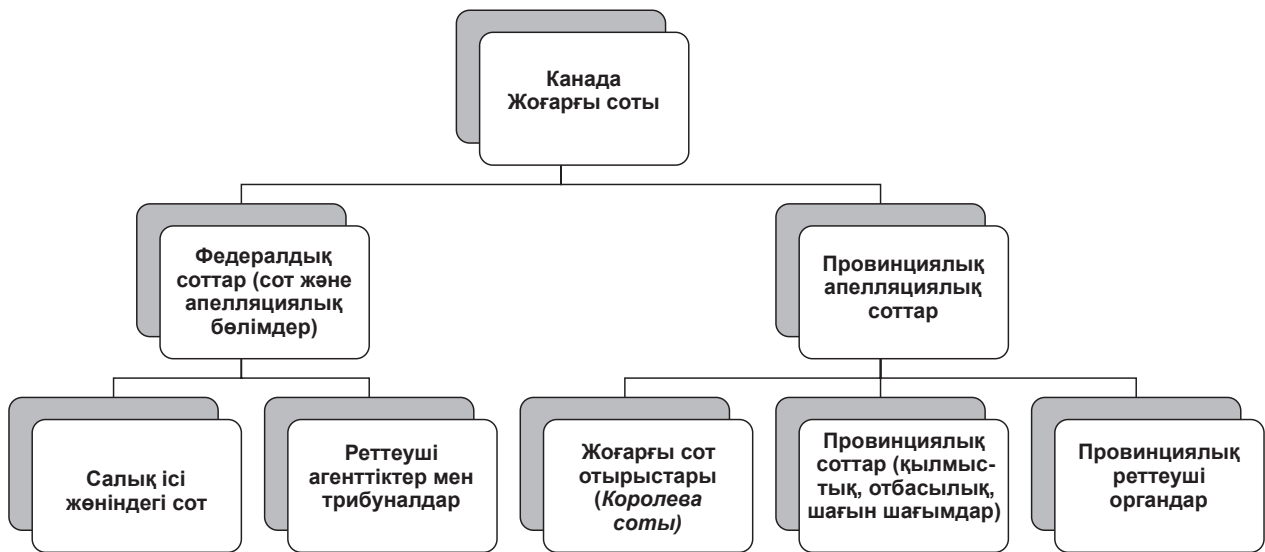 Канада
Жоғарғы соты
Федералдық
соттар (сот және
апелляциялық
бөлімдер)
Провинциялық
апелляциялық
соттар
Салық ісі
жөніндегі сот
Реттеуші
агенттіктер мен
трибуналдар
Жоғарғы сот
отырыстары
(Королева
соты)
Провинциялық
соттар (қылмыс-
тық, отбасылық,
шағын шағымдар)
Провинциялық
реттеуші
органдар